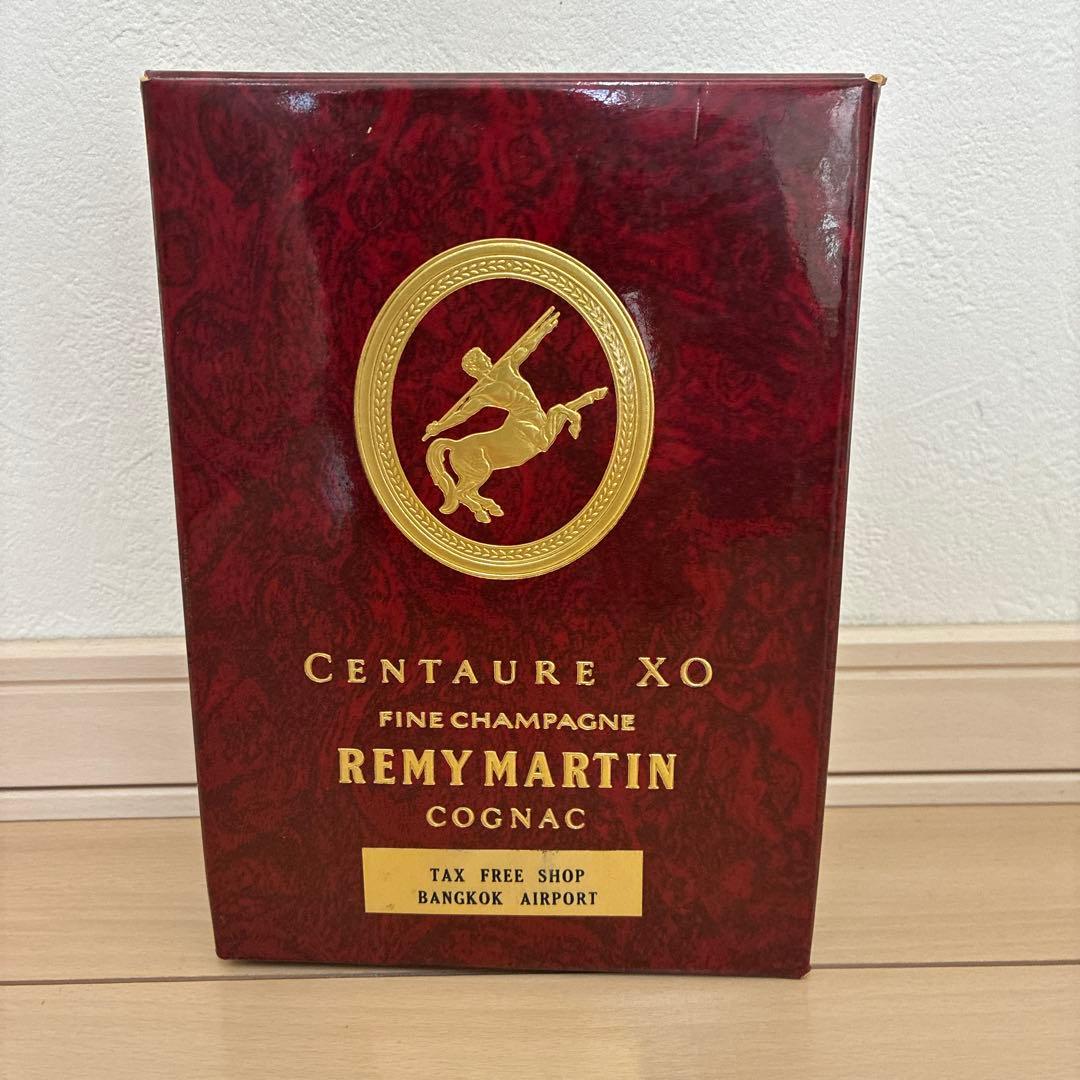 CENTAURE XO
FINE CHAMPAGNE
REMY MARTIN
COGNAC
TAX FREE SHOP
BANGKOK AIRPORT